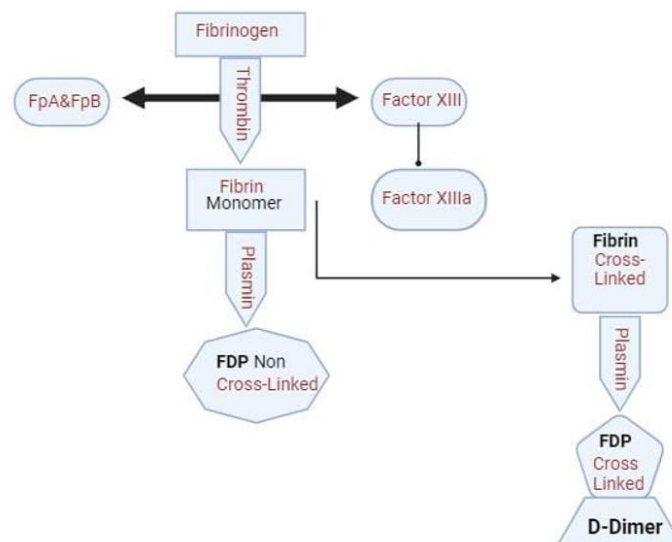 Fibrinogen
Thrombin
FpA&FpB
Factor XIII
Factor XIIIa
Fibrin
Monomer
Plasmin
FDP Non
Cross-Linked
Fibrin
Cross-
Linked
Plasmin
FDP
Cross
Linked
D-Dimer